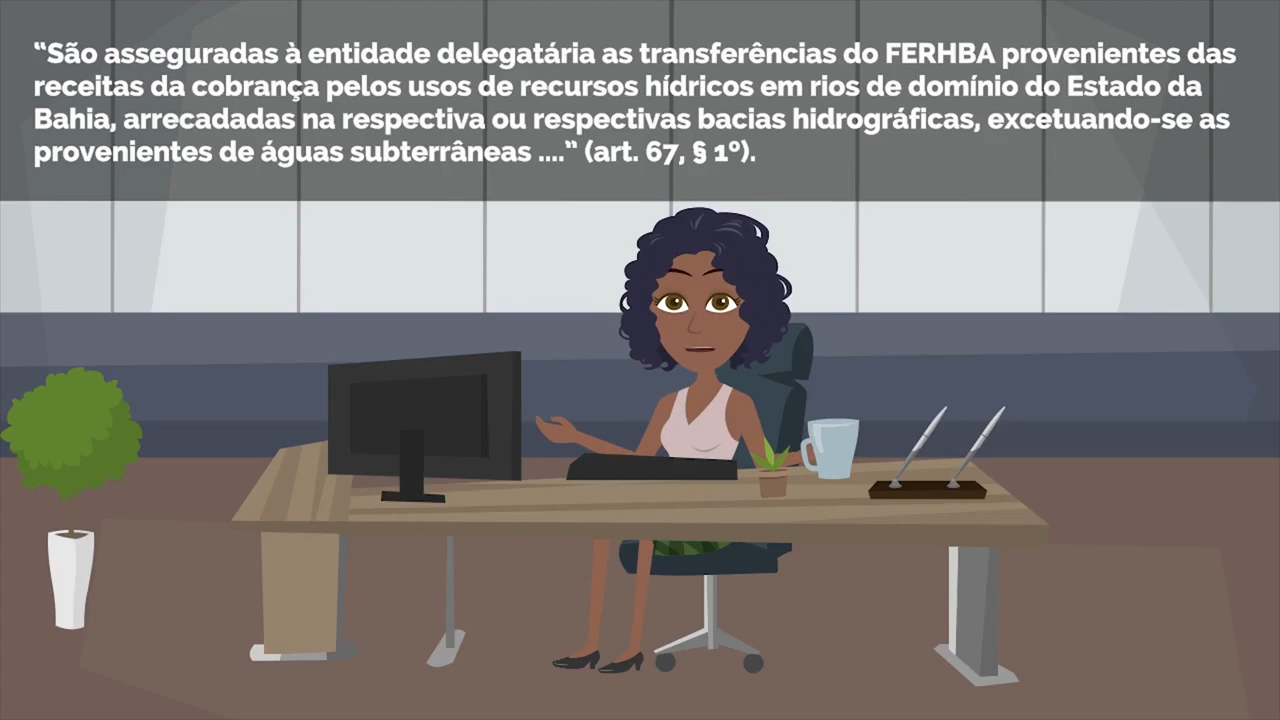 “São asseguradas à entidade delegatária as transferências do FERHBA provenientes das
receitas da cobrança pelos usos de recursos hídricos em rios de domínio do Estado da
Bahia, arrecadadas na respectiva ou respectivas bacias hidrográficas, excetuando-se as
provenientes de águas subterrâneas ....“ (art. 67, § 1º).